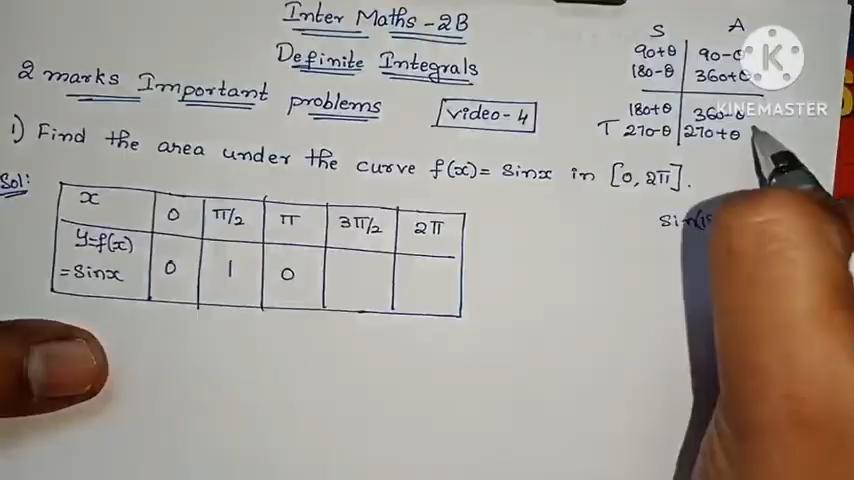 Inter Maths-2B
Definite Integrals
2 marks Important problems
video-4
S A
90+θ 90-θ
180-θ 360+θ
180+θ 360-θ
T 270-θ 270+θ
K
KINEMASTER
1) Find the area under the curve f(x)= sinx in [0, 2π].
Sol:
x 0 π/2 π 3π/2 2π
y=f(x)
=sinx 0 1 0